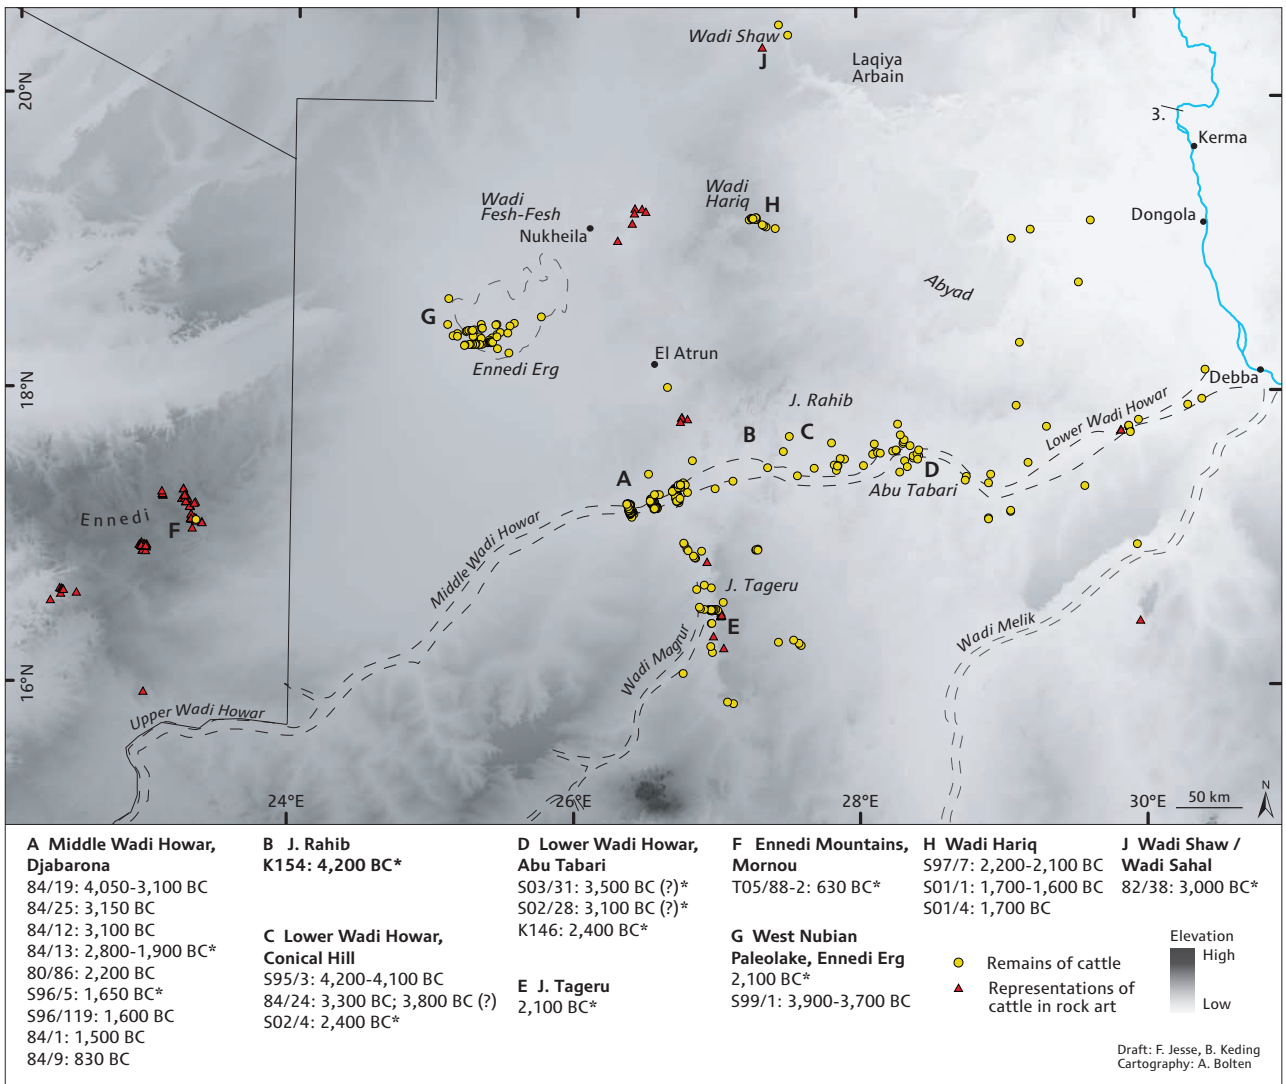 Wadi Shaw
J
Laqiya
Arbain
20°N
3.
Kerma
Wadi
Hariq
H
Wadi
Fesh-Fesh
Nukheila
Dongola
Abyad
G
Ennedi Erg
El Atrun
18°N
Debba
J. Rahib
B
C
Lower Wadi Howar
A
D
Abu Tabari
Ennedi
F
Middle Wadi Howar
J. Tageru
E
Wadi Magrur
Wadi Melik
16°N
Upper Wadi Howar
24°E
26°E
28°E
30°E
50 km
N
A Middle Wadi Howar,
Djabarona
84/19: 4,050-3,100 BC
84/25: 3,150 BC
84/12: 3,100 BC
84/13: 2,800-1,900 BC*
80/86: 2,200 BC
S96/5: 1,650 BC*
S96/119: 1,600 BC
84/1: 1,500 BC
84/9: 830 BC
B J. Rahib
K154: 4,200 BC*
C Lower Wadi Howar,
Conical Hill
S95/3: 4,200-4,100 BC
84/24: 3,300 BC; 3,800 BC (?)
S02/4: 2,400 BC*
D Lower Wadi Howar,
Abu Tabari
S03/31: 3,500 BC (?)*
S02/28: 3,100 BC (?)*
K146: 2,400 BC*
E J. Tageru
2,100 BC*
F Ennedi Mountains,
Mornou
T05/88-2: 630 BC*
G West Nubian
Paleolake, Ennedi Erg
2,100 BC*
S99/1: 3,900-3,700 BC
H Wadi Hariq
S97/7: 2,200-2,100 BC
S01/1: 1,700-1,600 BC
S01/4: 1,700 BC
J Wadi Shaw /
Wadi Sahal
82/38: 3,000 BC*
Remains of cattle
Representations of
cattle in rock art
Elevation
High
Low
Draft: F. Jesse, B. Keding
Cartography: A. Bolten